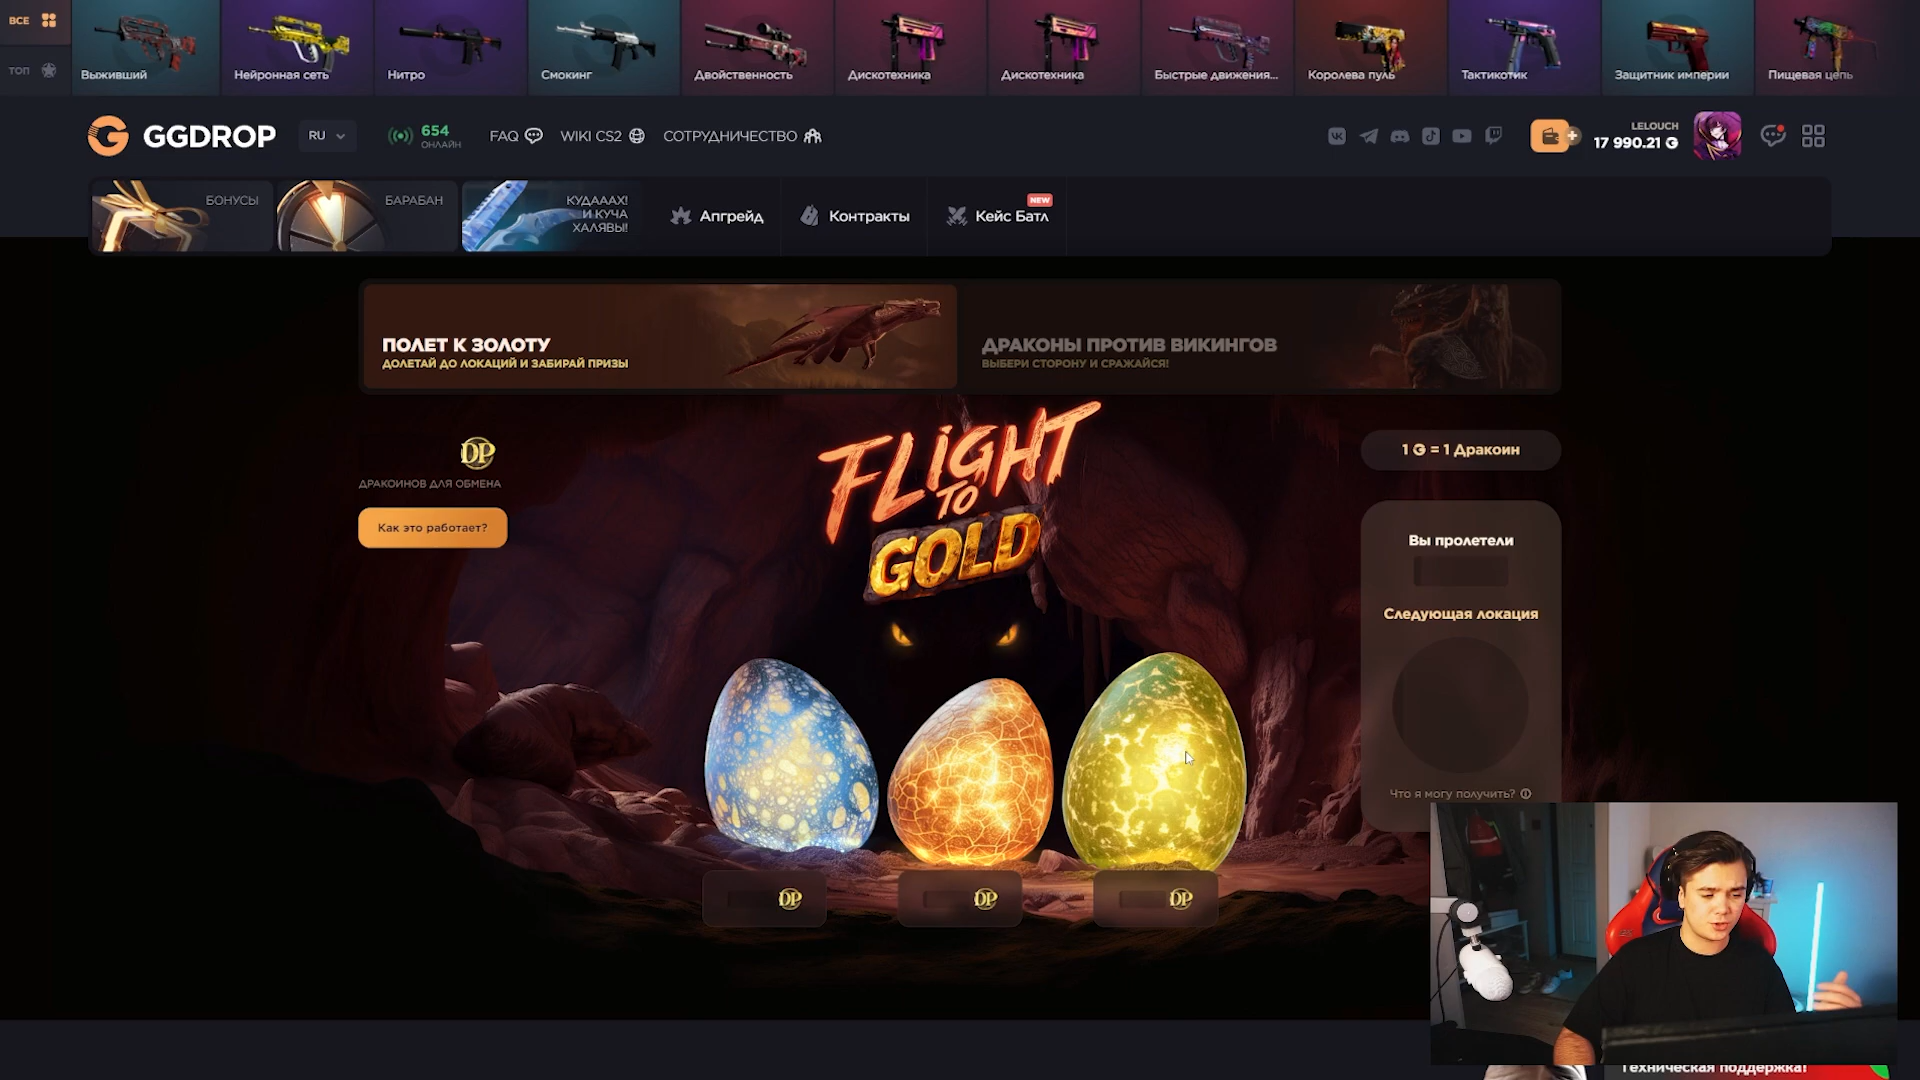 ВСЕ
ТОП
Выживший
Нейронная сеть
Нитро
Смокинг
Двойственность
Дискотехника
Дискотехника
Быстрые движения...
Королева пуль
Тактикотик
Защитник империи
Пищевая цепь
GGDROP
RU
654
ОНЛАЙН
FAQ
WIKI CS2
СОТРУДНИЧЕСТВО
LELOUCH
17 990.21 G
БОНУСЫ
БАРАБАН
КУДАААХ!
И КУЧА
ХАЛЯВЫ!
Апгрейд
Контракты
Кейс Батл
NEW
ПОЛЕТ К ЗОЛОТУ
ДОЛЕТАЙ ДО ЛОКАЦИЙ И ЗАБИРАЙ ПРИЗЫ
ДРАКОНЫ ПРОТИВ ВИКИНГОВ
ВЫБЕРИ СТОРОНУ И СРАЖАЙСЯ!
DP
ДРАКОИНОВ ДЛЯ ОБМЕНА
Как это работает?
FLIGHT
TO
GOLD
1 G = 1 Дракоин
Вы пролетели
Следующая локация
Что я могу получить?
DP
DP
DP
Техническая поддержка!